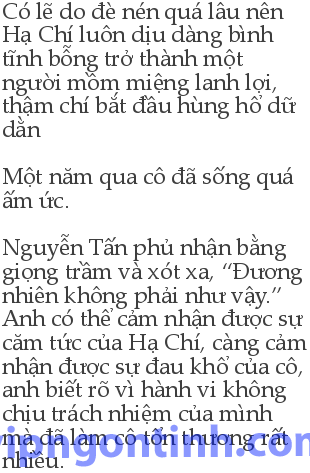 Có lẽ do đè nén quá lâu nên
Hạ Chí luôn dịu dàng bình
tĩnh bỗng trở thành một
người mồm miệng lanh lợi,
thậm chí bắt đầu hùng hổ dữ
dằn
Một năm qua cô đã sống quá
ấm ức.
Nguyễn Tấn phủ nhận bằng
giọng trầm và xót xa, “Đương
nhiên không phải như vậy.”
Anh có thể cảm nhận được sự
căm tức của Hạ Chí, càng cảm
nhận được sự đau khổ của cô,
anh biết rõ vì hành vi không
chịu trách nhiệm của mình
mà đã làm cô tổn thương rất
nhiều.
iangontinh.com